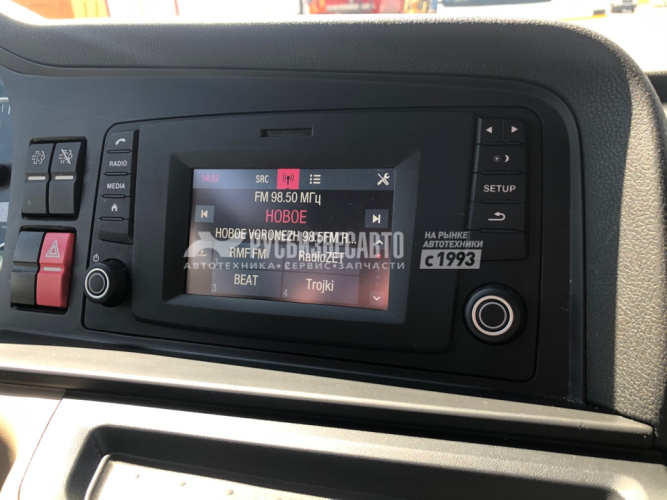 RADIO
MEDIA
SETUP
14:32 SRC
FM 98.50 МГц
НОВОЕ
НОВОЕ VORONEZH 98.5FM R...
RMF FM
RadioZET
3 BEAT
4 Trojki
РУСБИЗНЕСАВТО
АВТОТЕХНИКА•СЕРВИС•ЗАПЧАСТИ
НА РЫНКЕ
АВТОТЕХНИКИ
с 1993